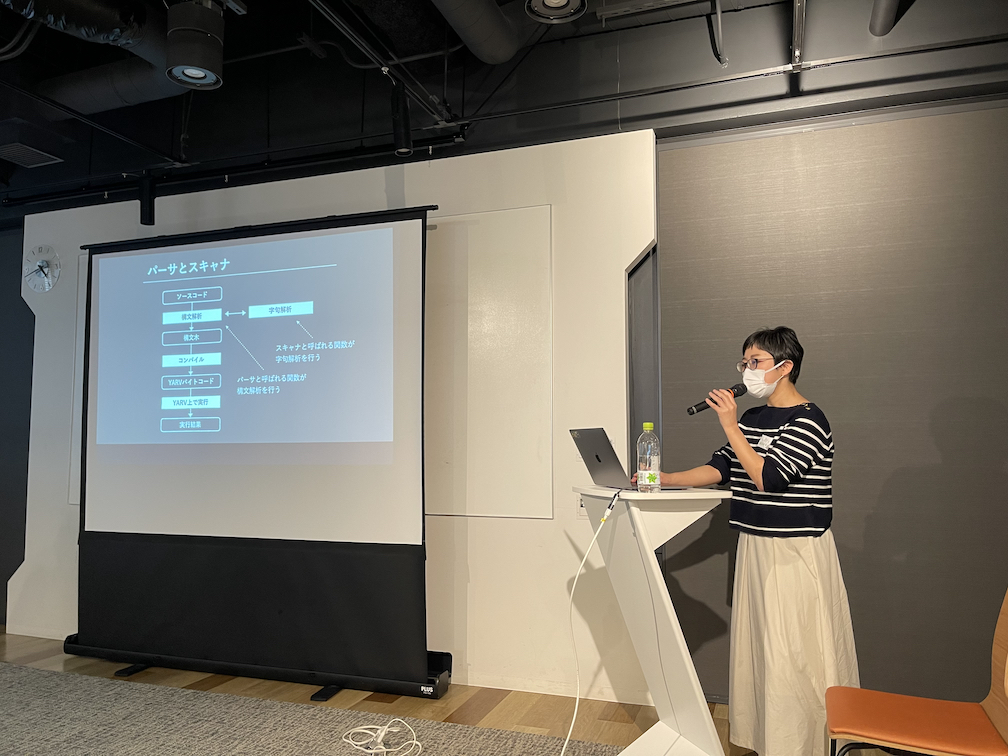 パーサとスキャナ
ソースコード
構文解析
字句解析
構文木
スキャナと呼ばれる関数が
字句解析を行う
コンパイル
YARVバイトコード
パーサと呼ばれる関数が
構文解析を行う
YARV上で実行
実行結果
PLUS